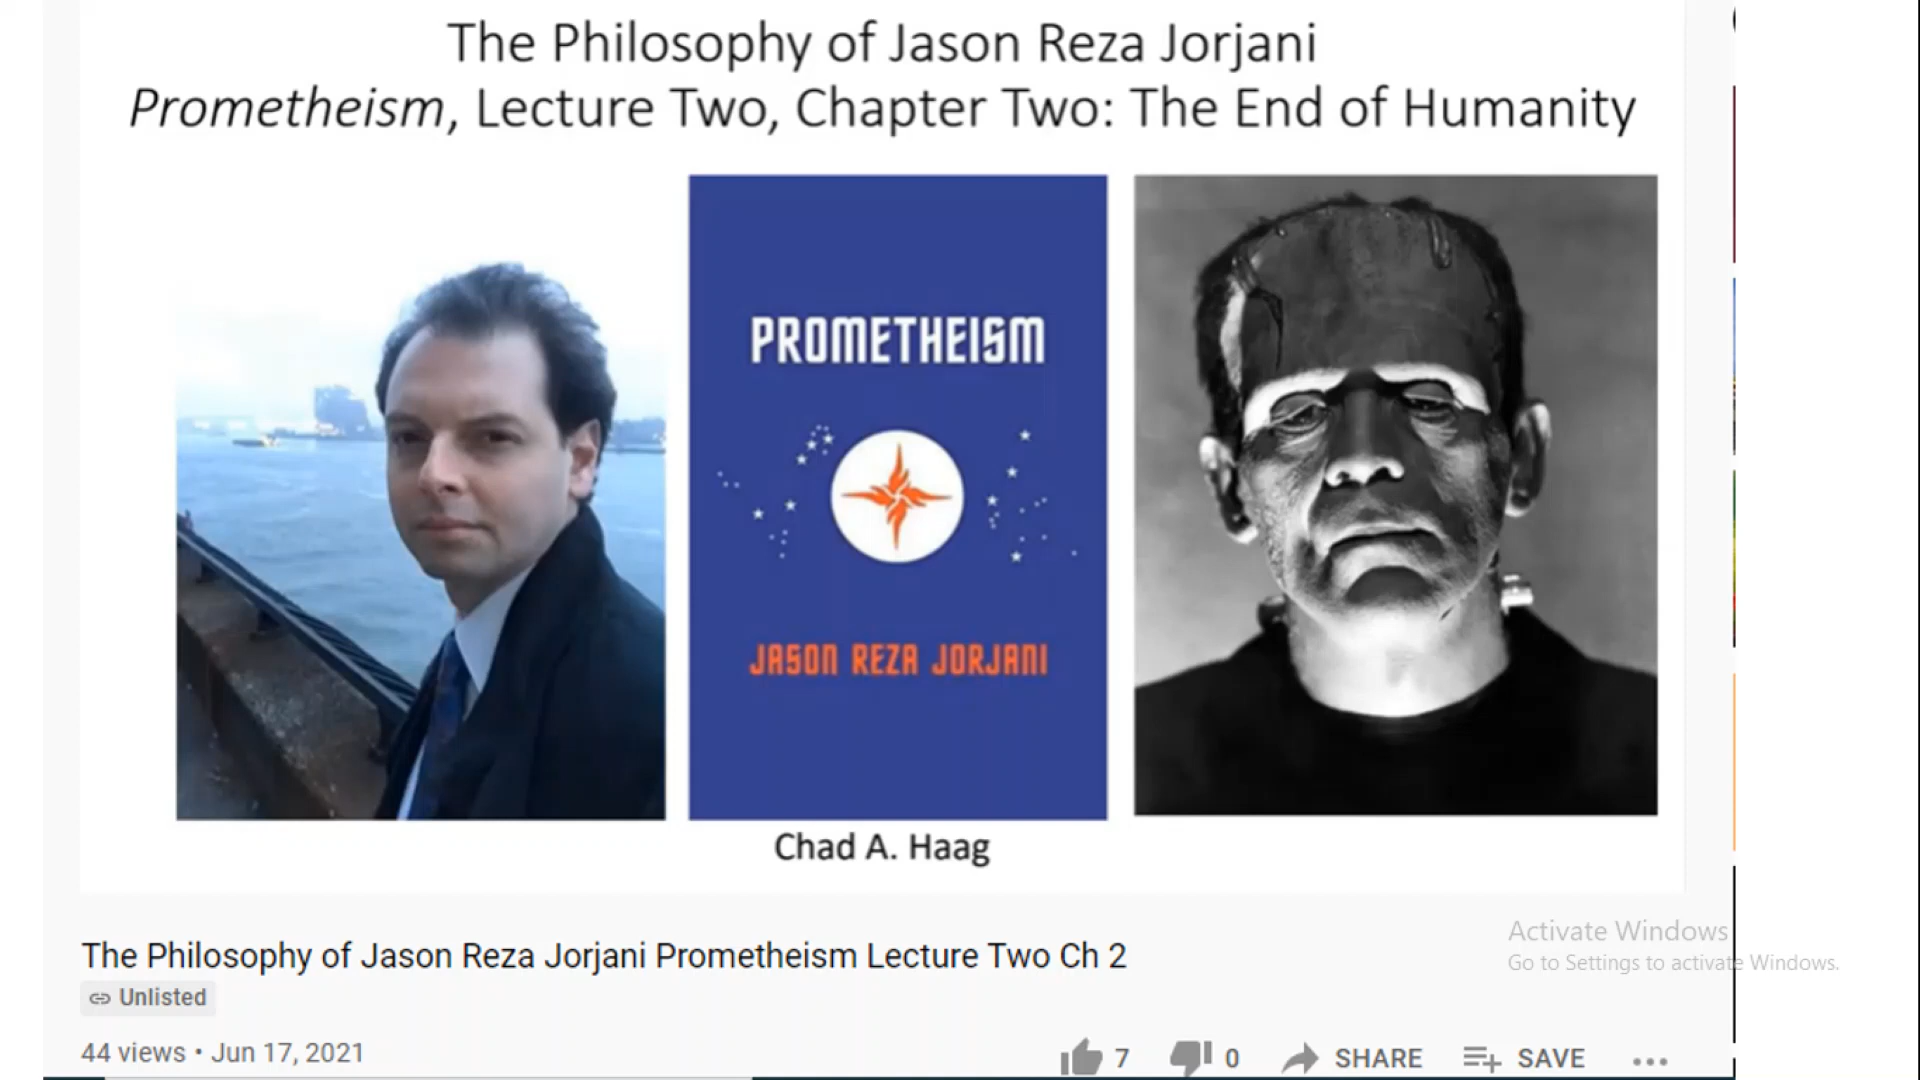 The Philosophy of Jason Reza Jorjani
Prometheism, Lecture Two, Chapter Two: The End of Humanity
PROMETHEISM
JASON REZA JORJANI
Chad A. Haag
The Philosophy of Jason Reza Jorjani Prometheism Lecture Two Ch 2
Unlisted
44 views • Jun 17, 2021
7
0
SHARE
SAVE
Activate Windows
Go to Settings to activate Windows.